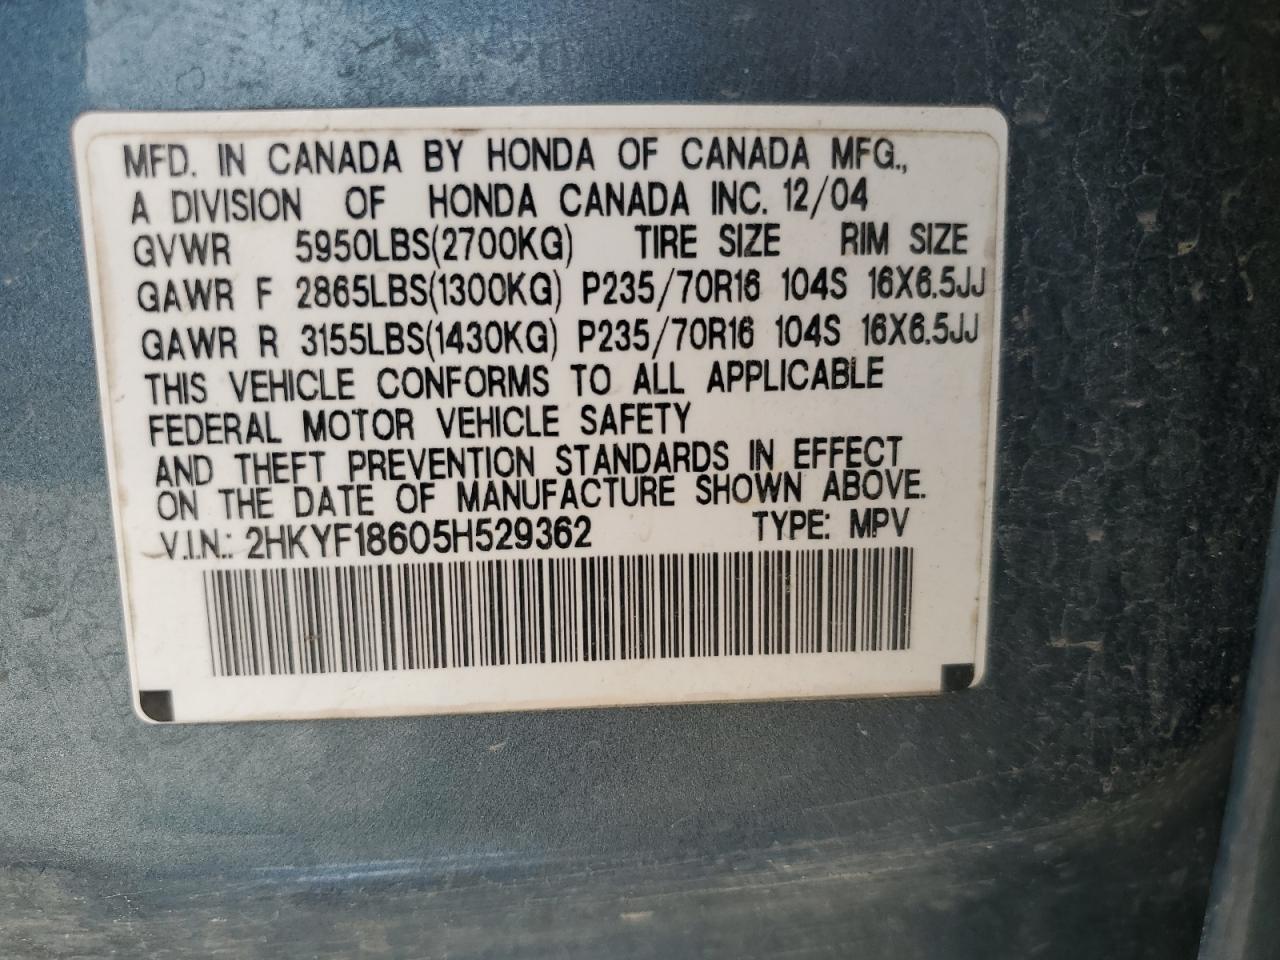 MFD. IN CANADA BY HONDA OF CANADA MFG.,
A DIVISION OF HONDA CANADA INC. 12/04
GVWR 5950LBS(2700KG) TIRE SIZE RIM SIZE
GAWR F 2865LBS(1300KG) P235/70R16 104S 16X6.5JJ
GAWR R 3155LBS(1430KG) P235/70R16 104S 16X6.5JJ
THIS VEHICLE CONFORMS TO ALL APPLICABLE
FEDERAL MOTOR VEHICLE SAFETY
AND THEFT PREVENTION STANDARDS IN EFFECT
ON THE DATE OF MANUFACTURE SHOWN ABOVE.
V.I.N.: 2HKYF18605H529362 TYPE: MPV